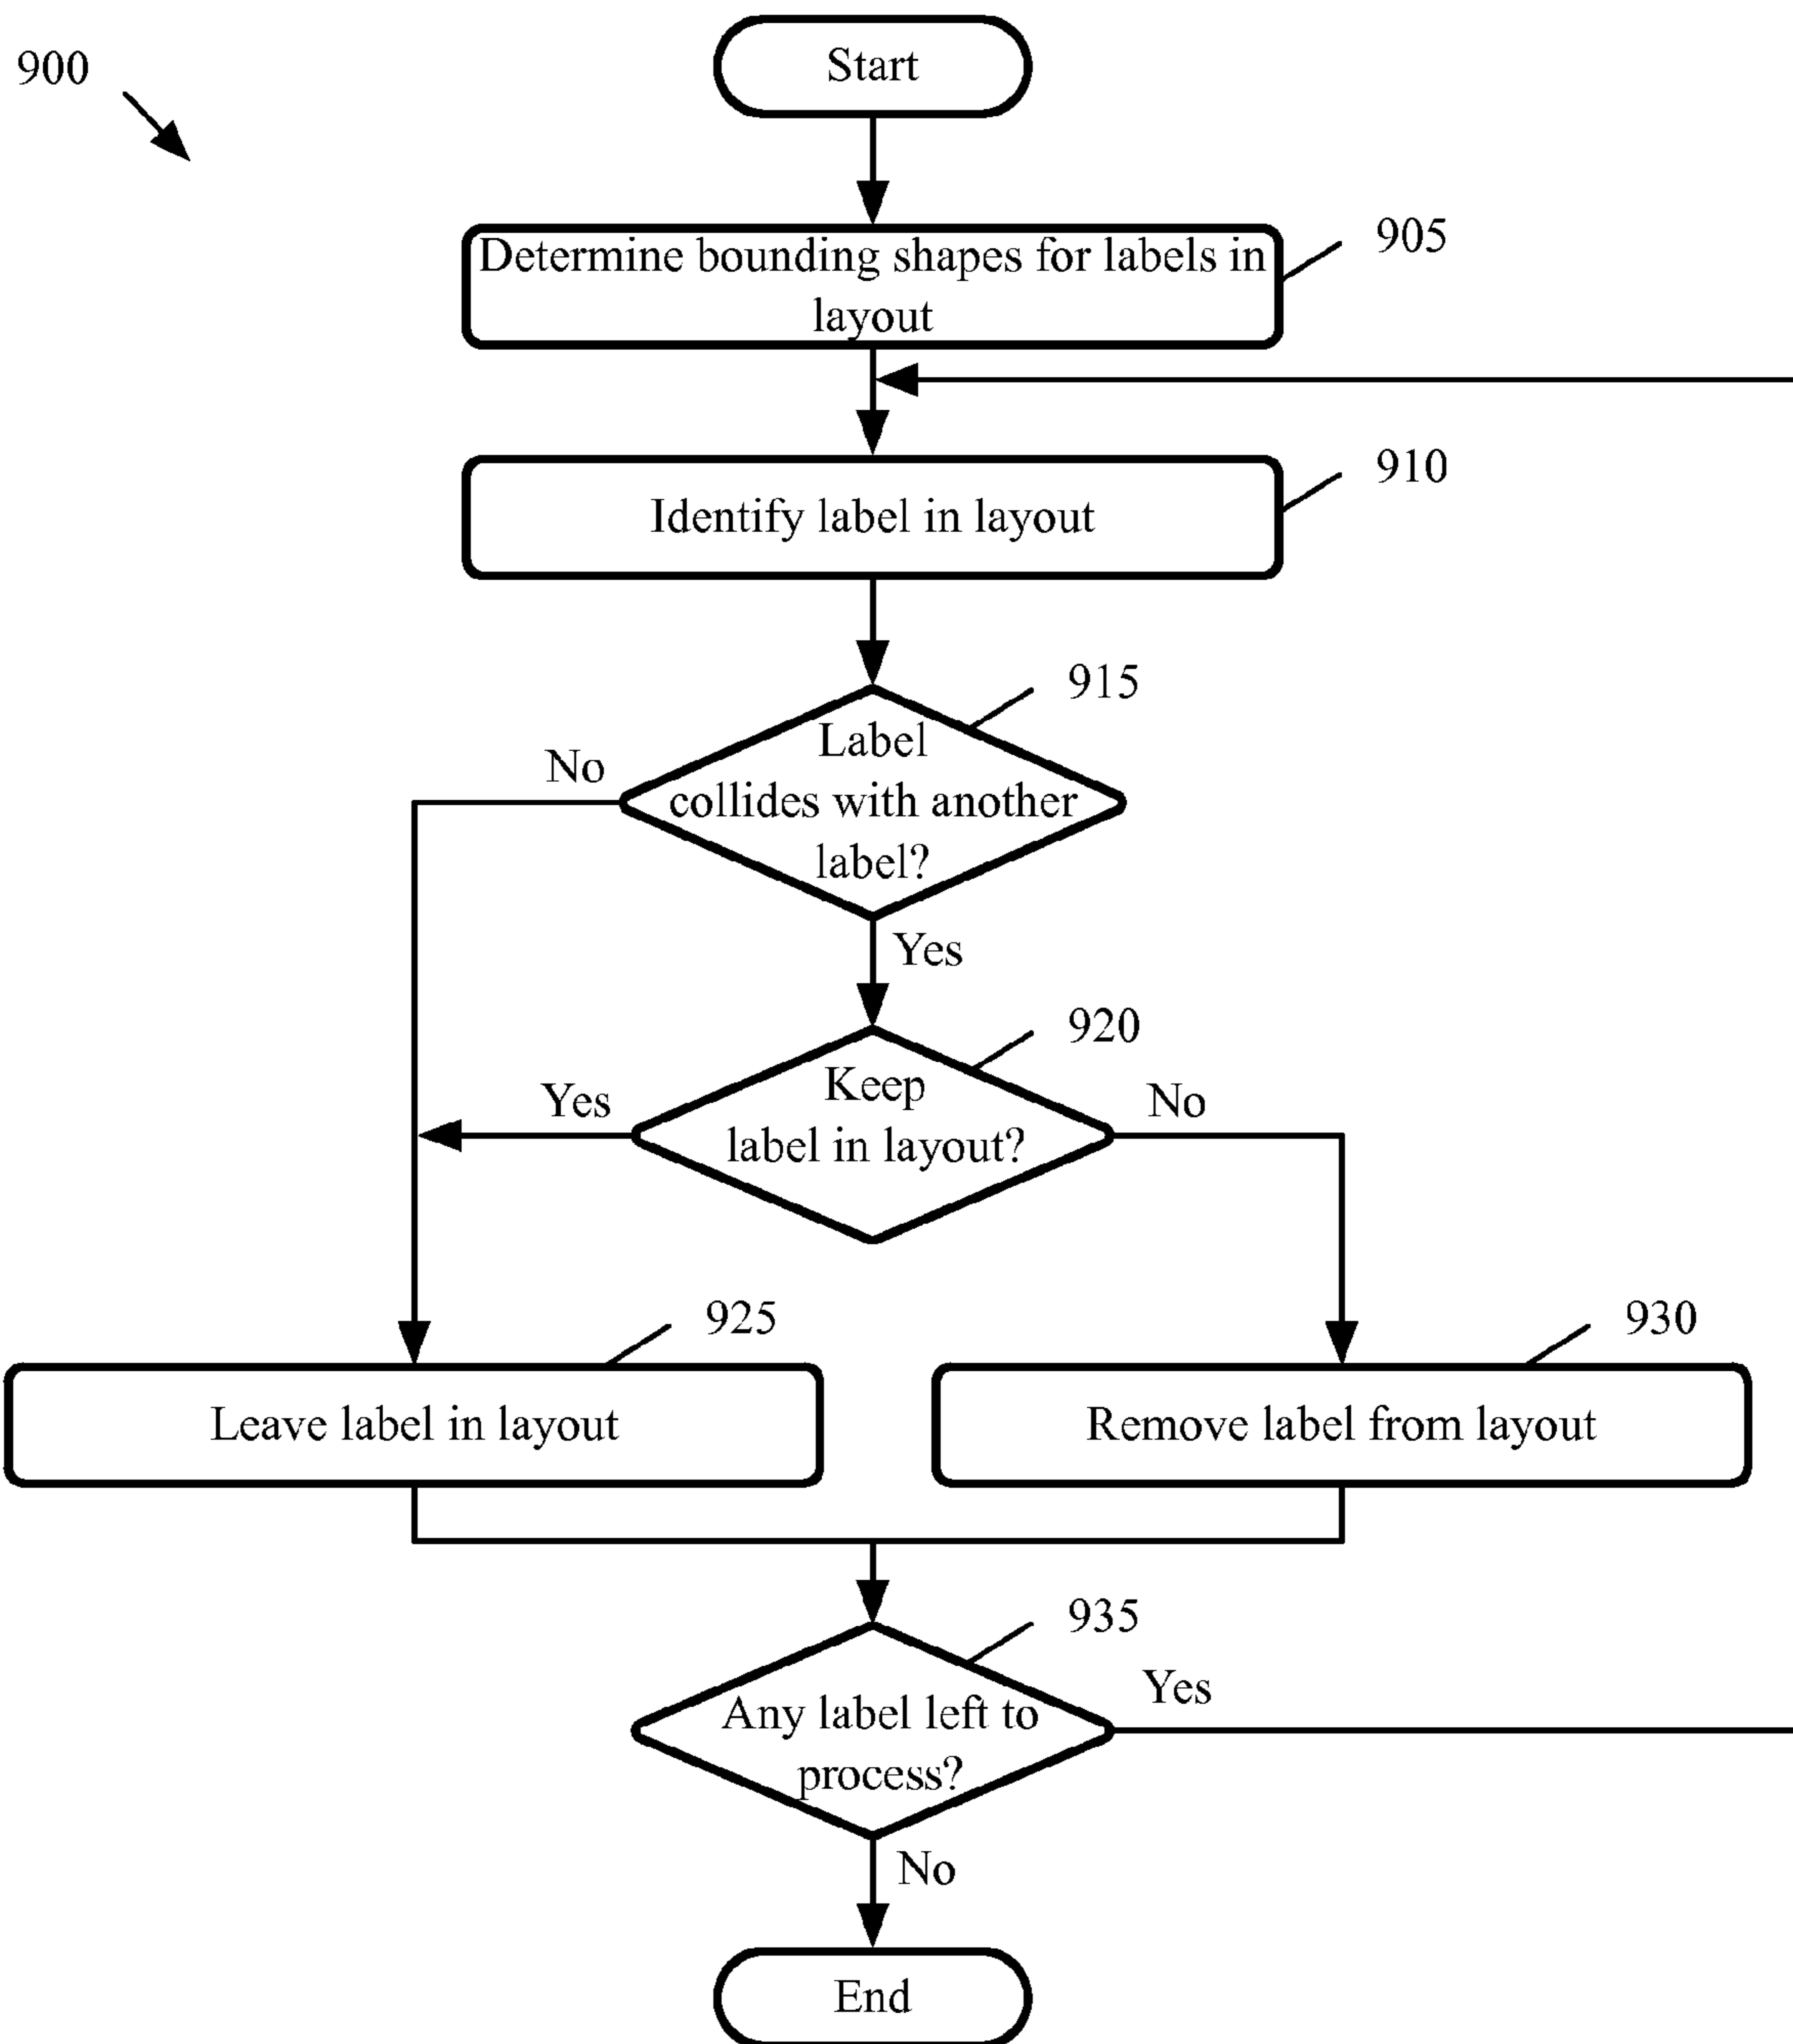 900
Start
Determine bounding shapes for labels in
layout
905
Identify label in layout
910
915
Label
collides with another
label?
No
Yes
920
Keep
label in layout?
Yes
No
925
Leave label in layout
930
Remove label from layout
935
Any label left to
process?
Yes
No
End